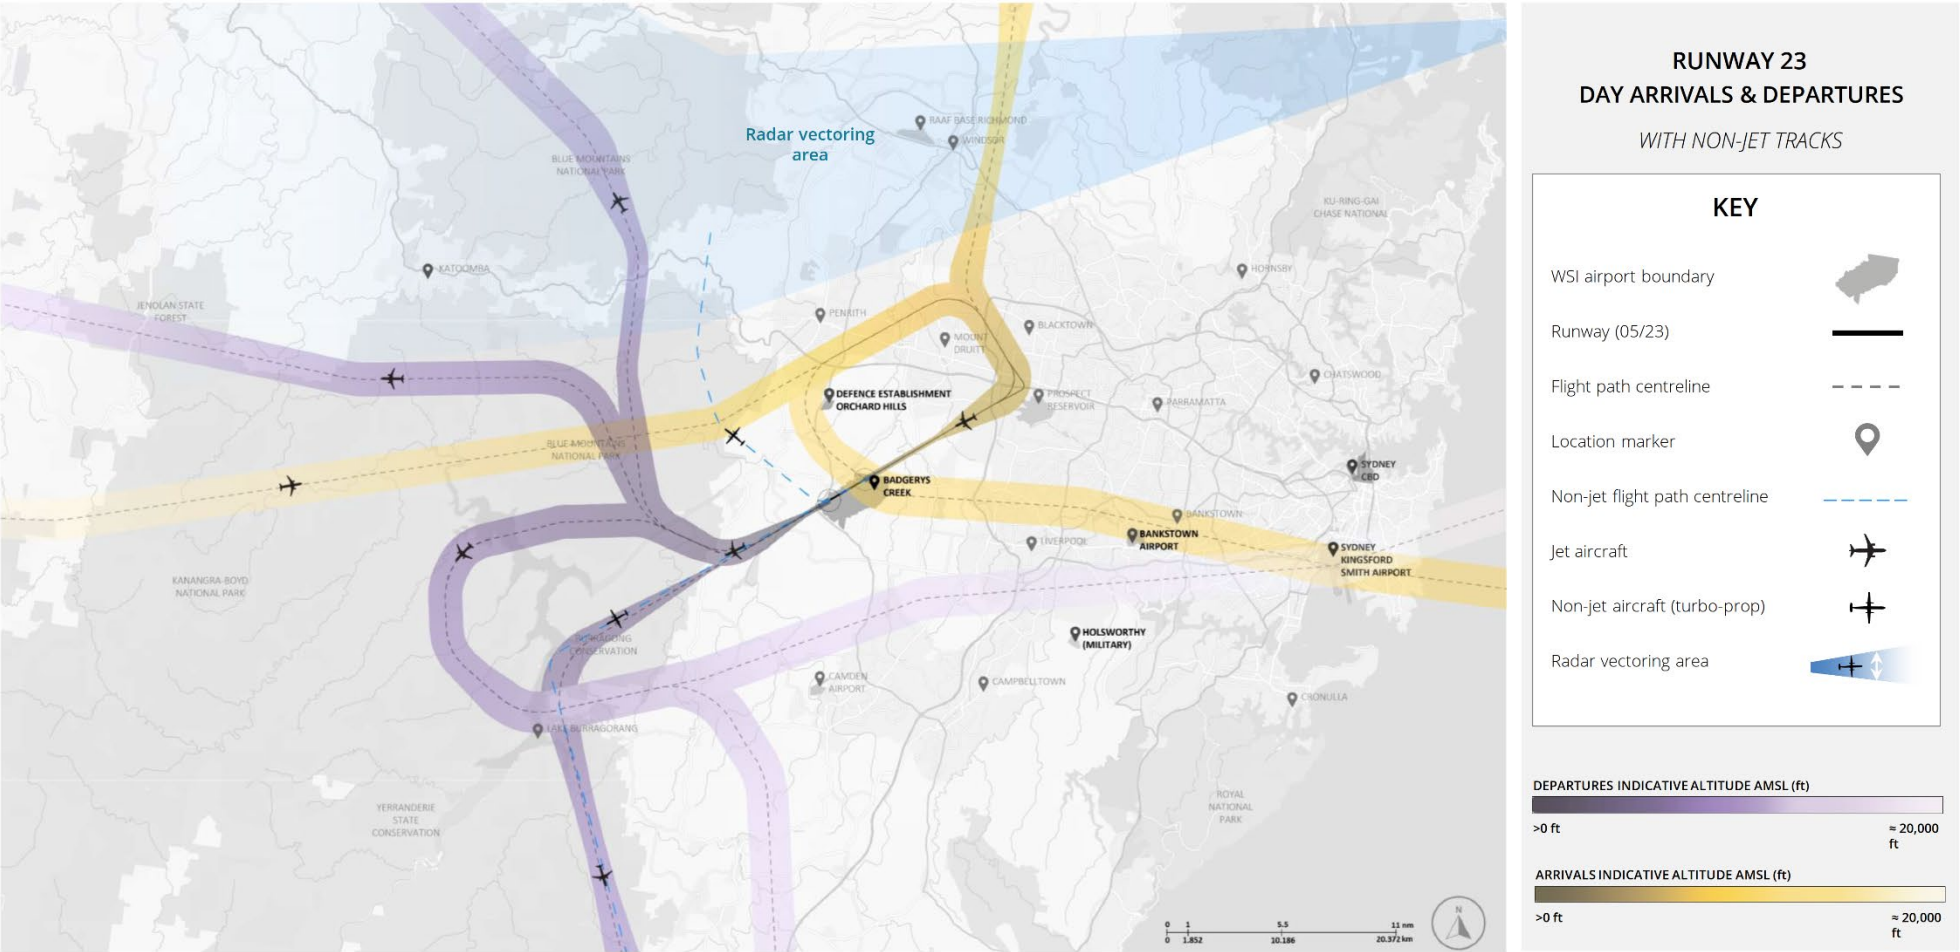 RUNWAY 23
DAY ARRIVALS & DEPARTURES
WITH NON-JET TRACKS
KEY
WSI airport boundary
Runway (05/23)
Flight path centreline
Location marker
Non-jet flight path centreline
Jet aircraft
Non-jet aircraft (turbo-prop)
Radar vectoring area
DEPARTURES INDICATIVE ALTITUDE AMSL (ft)
>0 ft
≈ 20,000
ft
ARRIVALS INDICATIVE ALTITUDE AMSL (ft)
>0 ft
≈ 20,000
ft
Radar vectoring
area
RAAF BASE RICHMOND
WINDSOR
BLUE MOUNTAINS
NATIONAL PARK
KU-RING-GAI
CHASE NATIONAL
KATOOMBA
HORNSBY
JENOLAN STATE
FOREST
PENRITH
BLACKTOWN
MOUNT
DRUITT
CHATSWOOD
DEFENCE ESTABLISHMENT
ORCHARD HILLS
PROSPECT
RESERVOIR
PARRAMATTA
BLUE MOUNTAINS
NATIONAL PARK
SYDNEY
CBD
BADGERYS
CREEK
BANKSTOWN
BANKSTOWN
AIRPORT
LIVERPOOL
SYDNEY
KINGSFORD
SMITH AIRPORT
KANANGRA-BOYD
NATIONAL PARK
BURRAGONG
CONSERVATION
HOLSWORTHY
(MILITARY)
CAMDEN
AIRPORT
CAMPBELLTOWN
CRONULLA
LAKE BURRAGORANG
YERRANDERIE
STATE
CONSERVATION
ROYAL
NATIONAL
PARK
0 1 5.5 11 nm
0 1.852 10.186 20.372 km
N